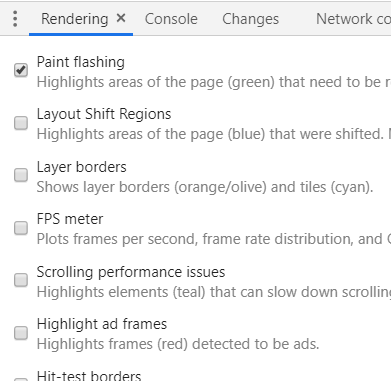 Rendering × Console Changes Network co
Paint flashing
Highlights areas of the page (green) that need to be r
Layout Shift Regions
Highlights areas of the page (blue) that were shifted.
Layer borders
Shows layer borders (orange/olive) and tiles (cyan).
FPS meter
Plots frames per second, frame rate distribution, and
Scrolling performance issues
Highlights elements (teal) that can slow down scrolling
Highlight ad frames
Highlights frames (red) detected to be ads.
Hit-test borders